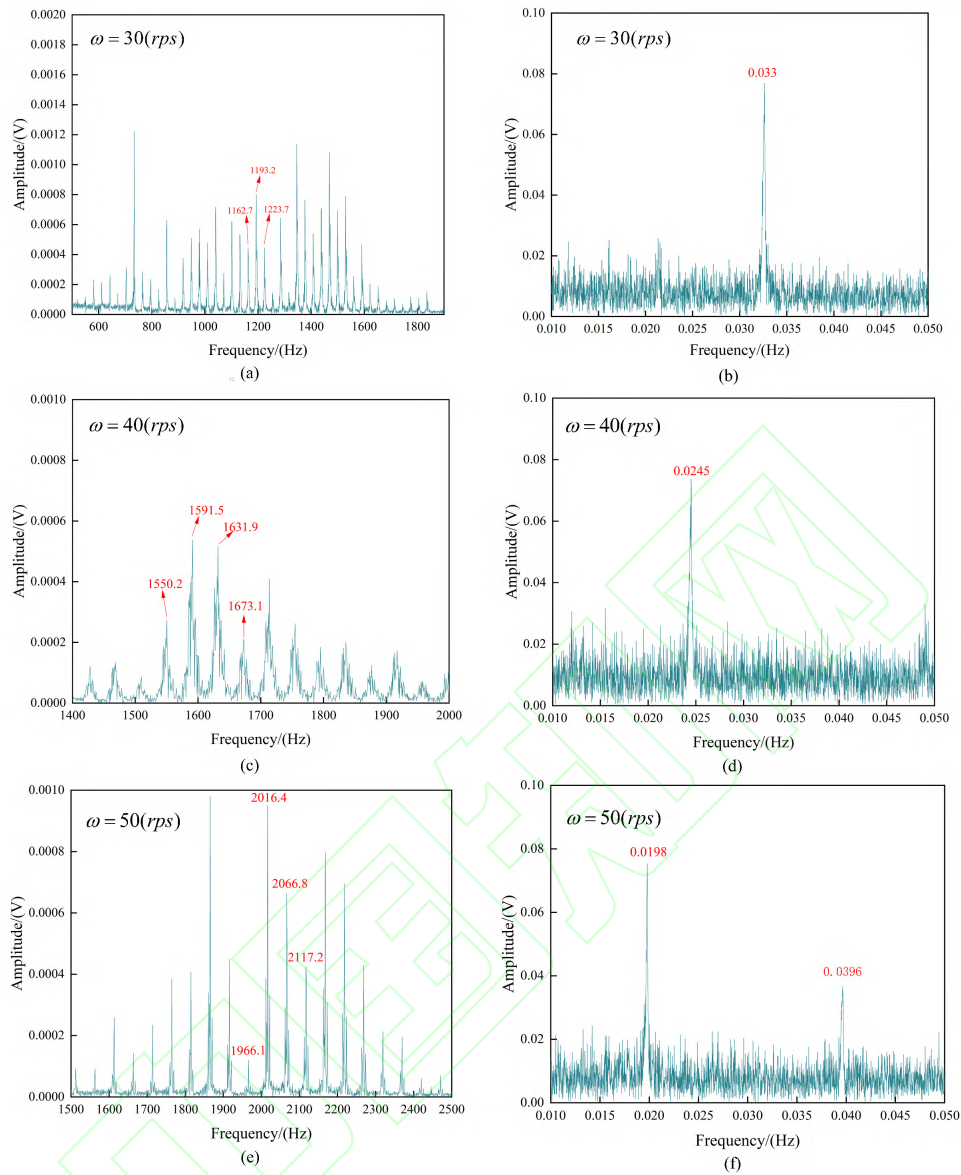 ω = 30(rps)
0.0020
0.0018
0.0016
0.0014
0.0012
0.0010
0.0008
0.0006
0.0004
0.0002
0.0000
Amplitude/(V)
1193.2
1162.7
1223.7
600 800 1000 1200 1400 1600 1800
Frequency/(Hz)
(a)
ω = 30(rps)
0.10
0.08
0.06
0.04
0.02
0.00
Amplitude/(V)
0.033
0.010 0.015 0.020 0.025 0.030 0.035 0.040 0.045 0.050
Frequency/(Hz)
(b)
ω = 40(rps)
0.0010
0.0008
0.0006
0.0004
0.0002
0.0000
Amplitude/(V)
1591.5
1631.9
1550.2
1673.1
1400 1500 1600 1700 1800 1900 2000
Frequency/(Hz)
(c)
ω = 40(rps)
0.10
0.08
0.06
0.04
0.02
0.00
Amplitude/(V)
0.0245
0.010 0.015 0.020 0.025 0.030 0.035 0.040 0.045 0.050
Frequency/(Hz)
(d)
ω = 50(rps)
0.0010
0.0008
0.0006
0.0004
0.0002
0.0000
Amplitude/(V)
2016.4
2066.8
2117.2
1966.1
1500 1600 1700 1800 1900 2000 2100 2200 2300 2400 2500
Frequency/(Hz)
(e)
ω = 50(rps)
0.10
0.08
0.06
0.04
0.02
0.00
Amplitude/(V)
0.0198
0.0396
0.010 0.015 0.020 0.025 0.030 0.035 0.040 0.045 0.050
Frequency/(Hz)
(f)